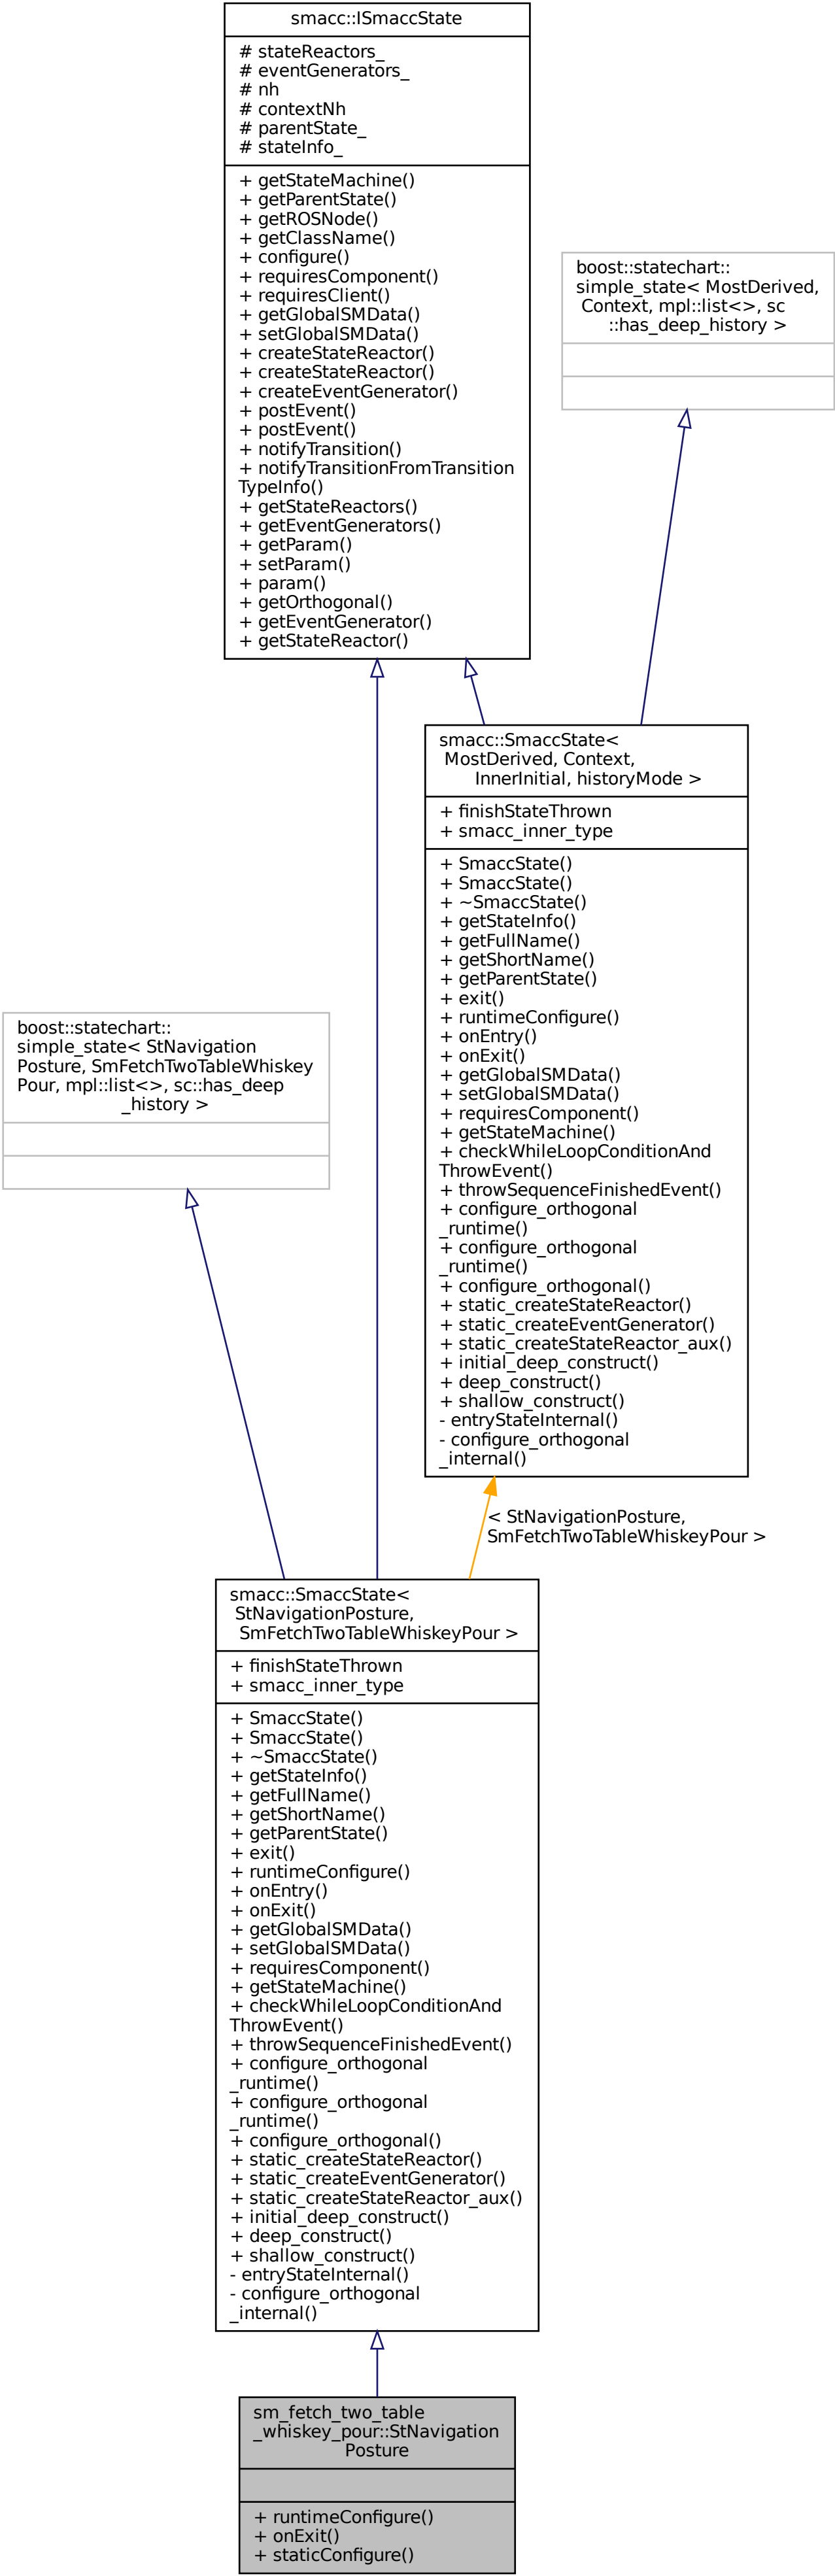 smacc::ISmaccState
# stateReactors_
# eventGenerators_
# nh
# contextNh
# parentState_
# stateInfo_
+ getStateMachine()
+ getParentState()
+ getROSNode()
+ getClassName()
+ configure()
+ requiresComponent()
+ requiresClient()
+ getGlobalSMData()
+ setGlobalSMData()
+ createStateReactor()
+ createStateReactor()
+ createEventGenerator()
+ postEvent()
+ postEvent()
+ notifyTransition()
+ notifyTransitionFromTransition
TypeInfo()
+ getStateReactors()
+ getEventGenerators()
+ getParam()
+ setParam()
+ param()
+ getOrthogonal()
+ getEventGenerator()
+ getStateReactor()
boost::statechart::
simple_state< MostDerived,
Context, mpl::list<>, sc
::has_deep_history >
smacc::SmaccState<
MostDerived, Context,
InnerInitial, historyMode >
+ finishStateThrown
+ smacc_inner_type
+ SmaccState()
+ SmaccState()
+ ~SmaccState()
+ getStateInfo()
+ getFullName()
+ getShortName()
+ getParentState()
+ exit()
+ runtimeConfigure()
+ onEntry()
+ onExit()
+ getGlobalSMData()
+ setGlobalSMData()
+ requiresComponent()
+ getStateMachine()
+ checkWhileLoopConditionAnd
ThrowEvent()
+ throwSequenceFinishedEvent()
+ configure_orthogonal
_runtime()
+ configure_orthogonal
_runtime()
+ configure_orthogonal()
+ static_createStateReactor()
+ static_createEventGenerator()
+ static_createStateReactor_aux()
+ initial_deep_construct()
+ deep_construct()
+ shallow_construct()
- entryStateInternal()
- configure_orthogonal
_internal()
boost::statechart::
simple_state< StNavigation
Posture, SmFetchTwoTableWhiskey
Pour, mpl::list<>, sc::has_deep
_history >
< StNavigationPosture,
SmFetchTwoTableWhiskeyPour >
smacc::SmaccState<
StNavigationPosture,
SmFetchTwoTableWhiskeyPour >
+ finishStateThrown
+ smacc_inner_type
+ SmaccState()
+ SmaccState()
+ ~SmaccState()
+ getStateInfo()
+ getFullName()
+ getShortName()
+ getParentState()
+ exit()
+ runtimeConfigure()
+ onEntry()
+ onExit()
+ getGlobalSMData()
+ setGlobalSMData()
+ requiresComponent()
+ getStateMachine()
+ checkWhileLoopConditionAnd
ThrowEvent()
+ throwSequenceFinishedEvent()
+ configure_orthogonal
_runtime()
+ configure_orthogonal
_runtime()
+ configure_orthogonal()
+ static_createStateReactor()
+ static_createEventGenerator()
+ static_createStateReactor_aux()
+ initial_deep_construct()
+ deep_construct()
+ shallow_construct()
- entryStateInternal()
- configure_orthogonal
_internal()
sm_fetch_two_table
_whiskey_pour::StNavigation
Posture
+ runtimeConfigure()
+ onExit()
+ staticConfigure()